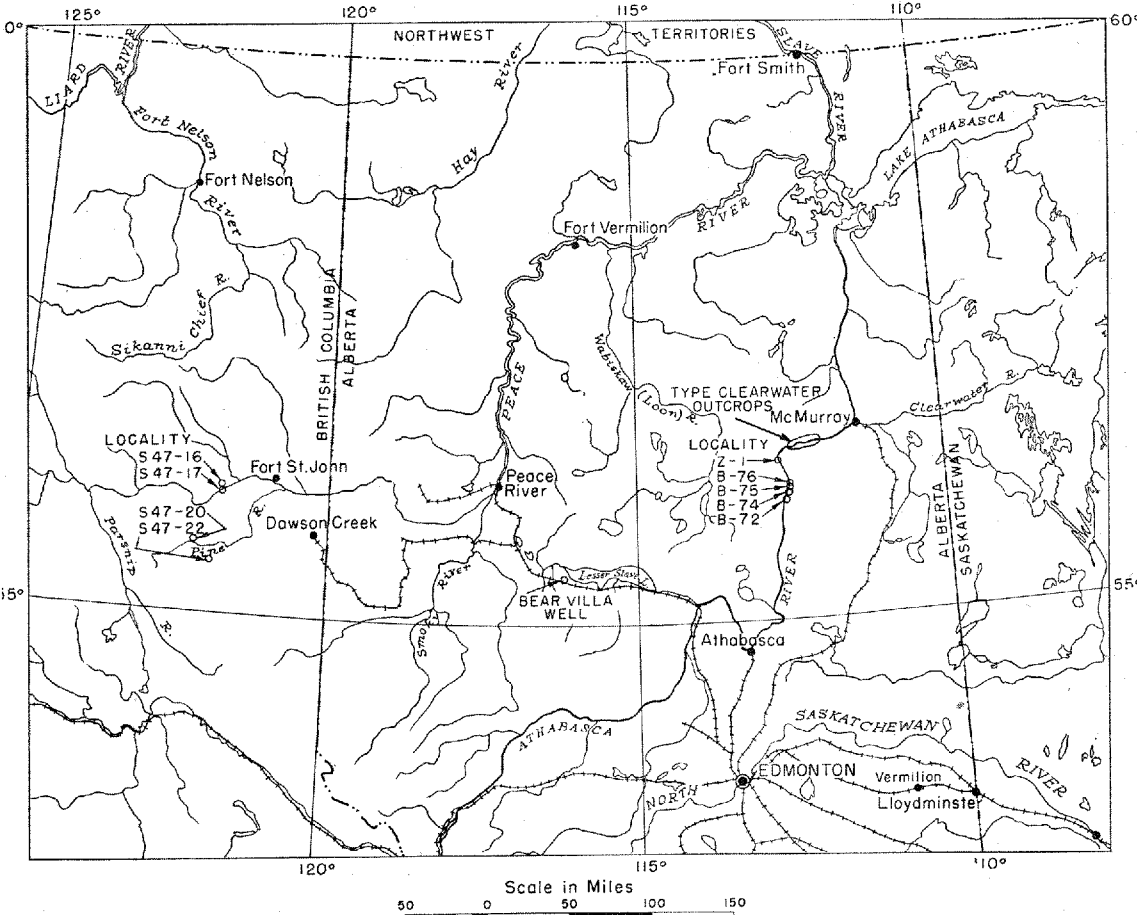 125°
120°
115°
110°
60°
0°
NORTHWEST TERRITORIES
SLAVE
RIVER
Fort Smith
LIARD
RIVER
Fort Nelson
River
Fort Nelson
Hay
River
LAKE ATHABASCA
RIVER
Fort Vermilion
Sikanni Chief R.
BRITISH COLUMBIA
ALBERTA
PEACE
Wabiskaw (Loon) R.
TYPE CLEARWATER
OUTCROPS
McMurray
Clearwater R.
LOCALITY
S47-16
S47-17
Fort St. John
LOCALITY
Z-1
B-76
B-75
B-74
B-72
Peace
River
S47-20
S47-22
R.
Pine
Dawson Creek
Parsnip
R.
ALBERTA
SASKATCHEWAN
RIVER
River
Smoky
Lesser Slave
BEAR VILLA
WELL
55°
55°
Athabasca
ATHABASCA
SASKATCHEWAN
RIVER
NORTH
EDMONTON
Vermilion
Lloydminste
120°
115°
110°
Scale in Miles
50 0 50 100 150